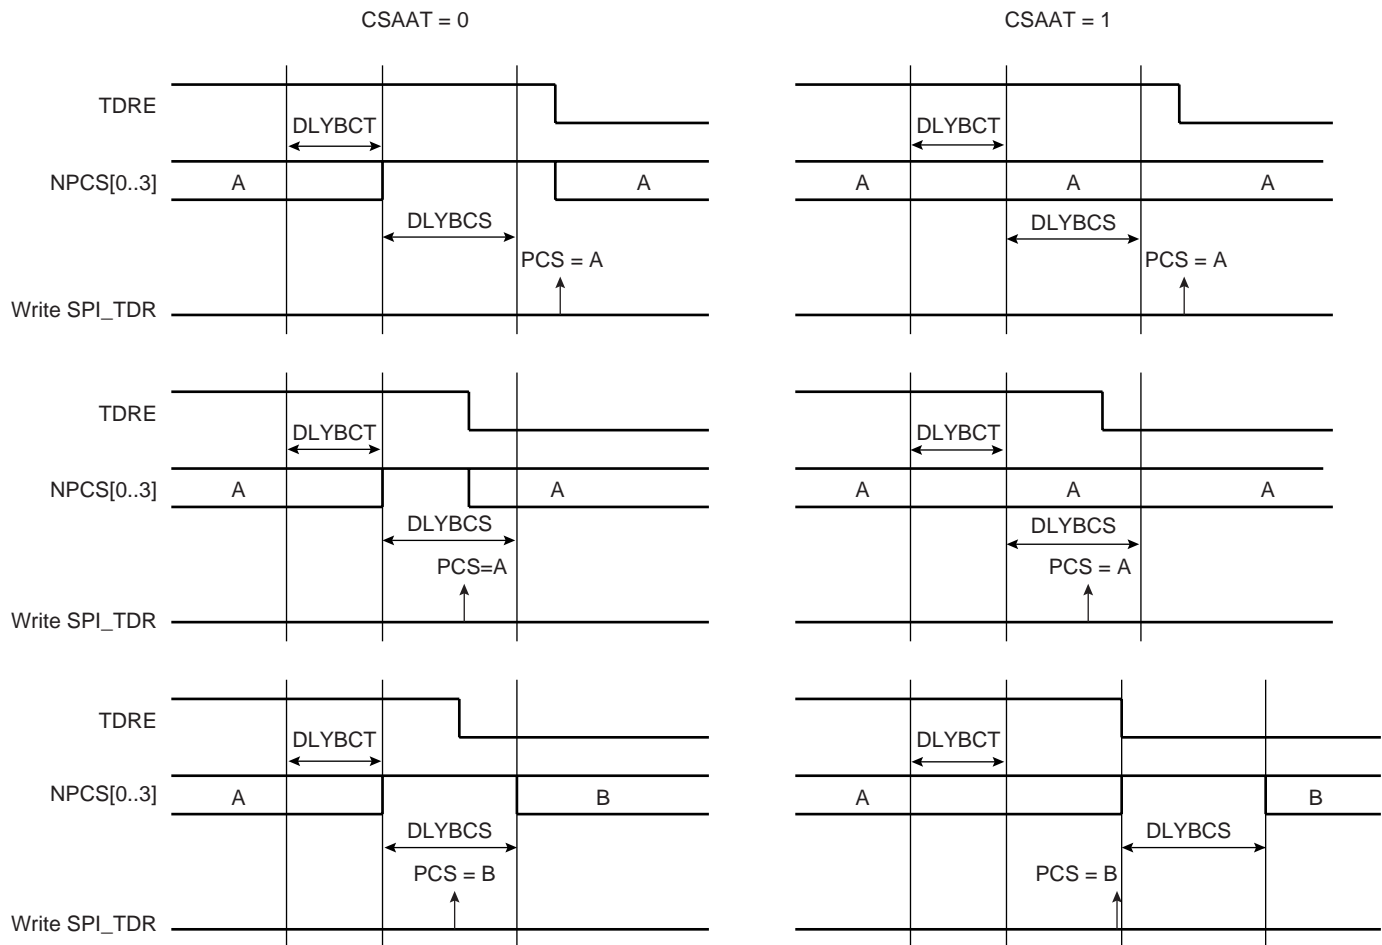 CSAAT = 0 CSAAT = 1
TDRE
DLYBCT DLYBCT
NPCS[0..3] A A A A A
DLYBCS DLYBCS
PCS = A PCS = A
Write SPI_TDR
TDRE
DLYBCT DLYBCT
NPCS[0..3] A A A A A
DLYBCS DLYBCS
PCS=A PCS = A
Write SPI_TDR
TDRE
DLYBCT DLYBCT
NPCS[0..3] A B A B
DLYBCS DLYBCS
PCS = B PCS = B
Write SPI_TDR